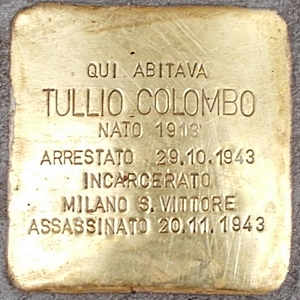 QUI ABITAVA
TULLIO COLOMBO
NATO 1913
ARRESTATO 29.10.1943
INCARCERATO
MILANO S. VITTORE
ASSASSINATO 20.11.1943